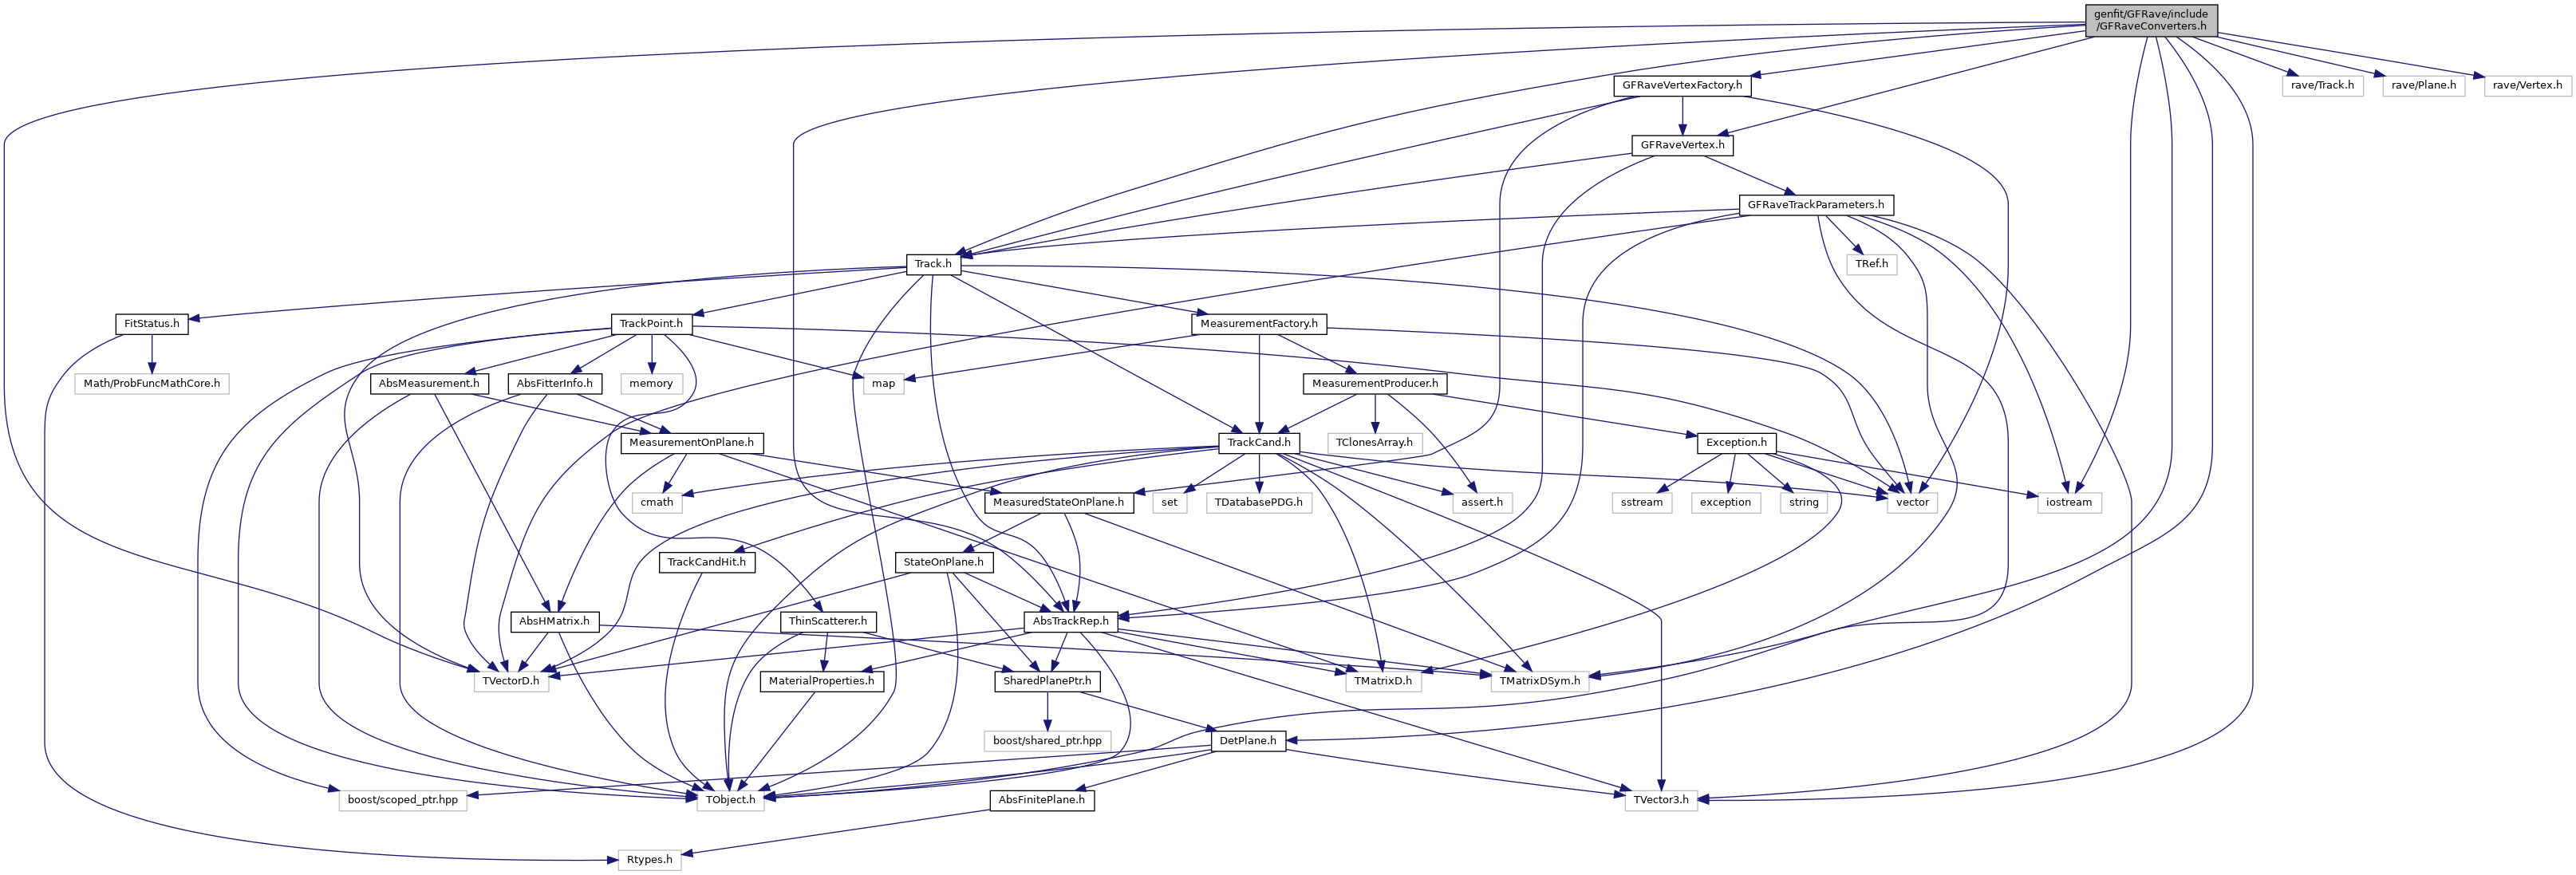 genfit/GFRave/include
/GFRaveConverters.h
GFRaveVertexFactory.h
rave/Track.h
rave/Plane.h
rave/Vertex.h
GFRaveVertex.h
GFRaveTrackParameters.h
Track.h
TRef.h
FitStatus.h
TrackPoint.h
MeasurementFactory.h
Math/ProbFuncMathCore.h
AbsMeasurement.h
AbsFitterInfo.h
memory
map
MeasurementProducer.h
MeasurementOnPlane.h
TrackCand.h
TClonesArray.h
Exception.h
cmath
MeasuredStateOnPlane.h
set
TDatabasePDG.h
assert.h
sstream
exception
string
vector
iostream
TrackCandHit.h
StateOnPlane.h
AbsHMatrix.h
ThinScatterer.h
AbsTrackRep.h
TVectorD.h
MaterialProperties.h
SharedPlanePtr.h
TMatrixD.h
TMatrixDSym.h
boost/shared_ptr.hpp
DetPlane.h
boost/scoped_ptr.hpp
TObject.h
AbsFinitePlane.h
TVector3.h
Rtypes.h